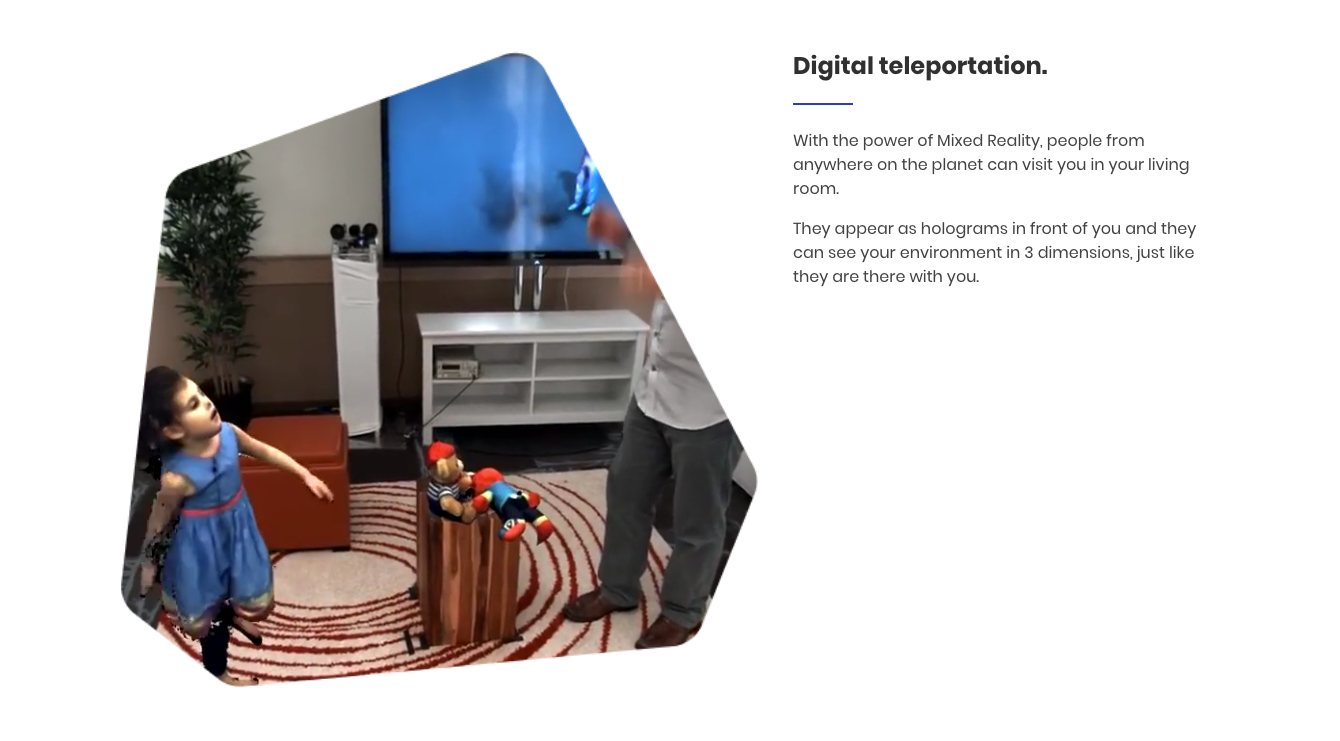 Digital teleportation.
With the power of Mixed Reality, people from
anywhere on the planet can visit you in your living
room.
They appear as holograms in front of you and they
can see your environment in 3 dimensions, just like
they are there with you.